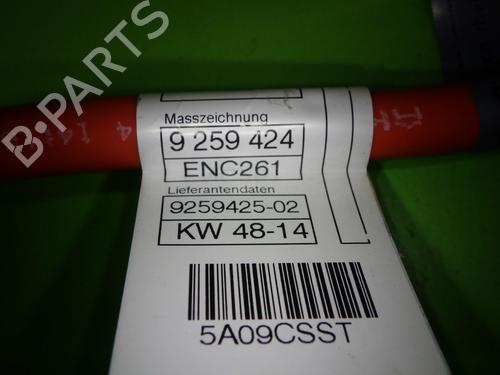 B-PARTS
Masszeichnung
9 259 424
ENC261
Lieferantendaten
9259425-02
KW 48-14
5A09CSST